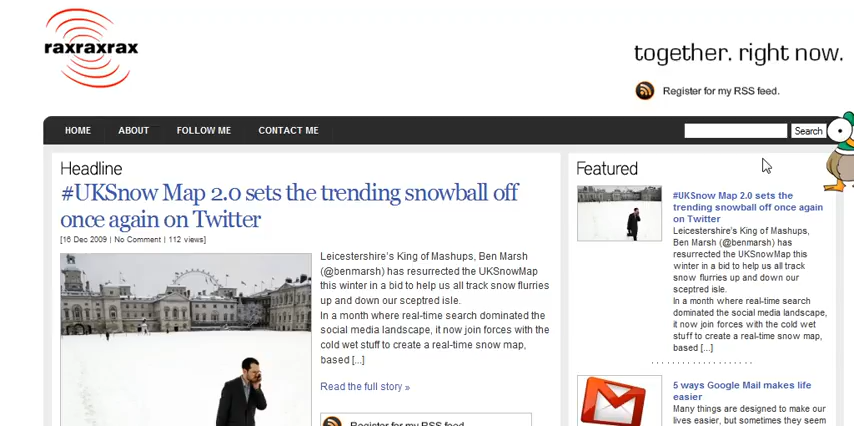 raxraxrax
together. right now.
Register for my RSS feed.
HOME ABOUT FOLLOW ME CONTACT ME
Search
Headline
#UKSnow Map 2.0 sets the trending snowball off
once again on Twitter
[16 Dec 2009 | No Comment | 112 views]
Leicestershire's King of Mashups, Ben Marsh
(@benmarsh) has resurrected the UKSnowMap
this winter in a bid to help us all track snow flurries
up and down our sceptred isle.
In a month where real-time search dominated the
social media landscape, it now join forces with the
cold wet stuff to create a real-time snow map,
based [...]
Read the full story »
Register for my RSS feed
Featured
#UKSnow Map 2.0 sets the
trending snowball off once
again on Twitter
Leicestershire's King of Mashups,
Ben Marsh (@benmarsh) has
resurrected the UKSnowMap this
winter in a bid to help us all track
snow flurries up and down our
sceptred isle.
In a month where real-time search
dominated the social media landscape,
it now join forces with the cold wet
stuff to create a real-time snow map,
based [...]
5 ways Google Mail makes life
easier
Many things are designed to make our
lives easier, but sometimes they seem